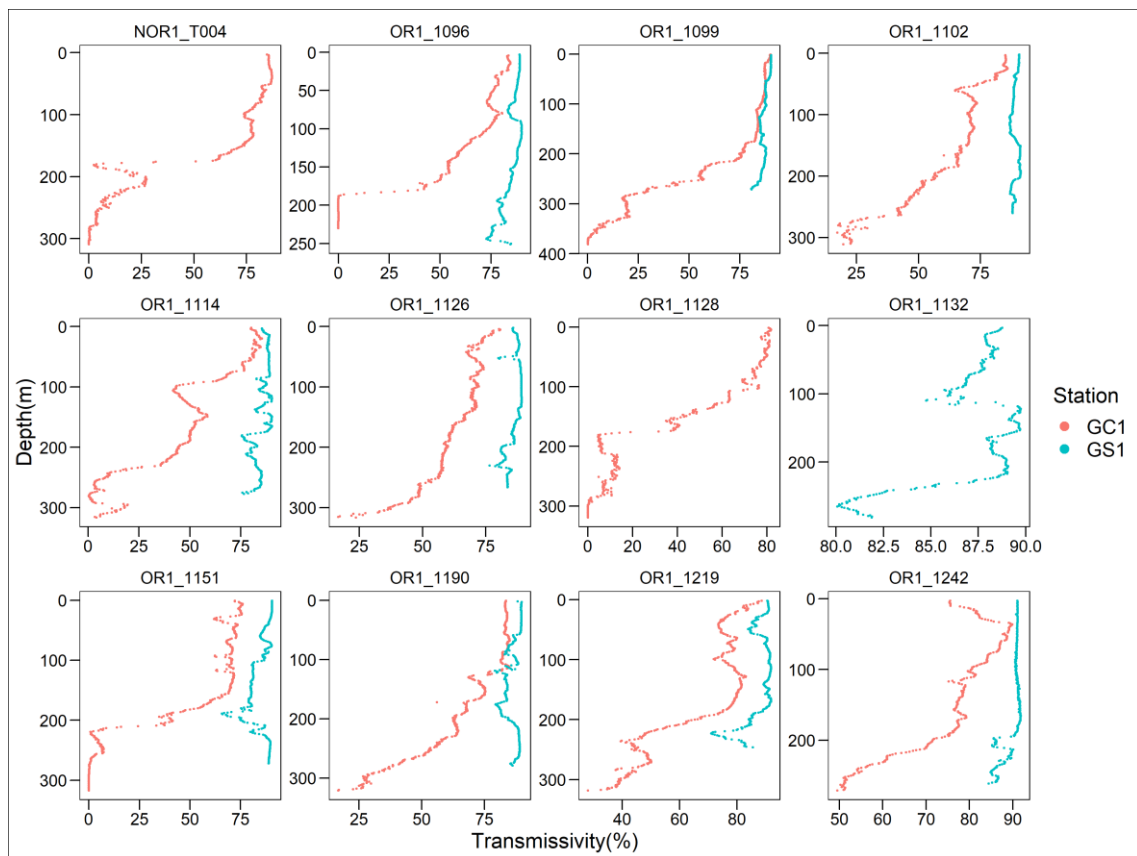 NOR1_T004 OR1_1096 OR1_1099 OR1_1102
0 0 0 0
100 50 100 100
200 100 200 200
300 150 300 300
200 400
250
0 25 50 75 0 25 50 75 0 25 50 75 25 50 75
OR1_1114 OR1_1126 OR1_1128 OR1_1132
0 0 0 0
100 100 100 100
200 200 200 200
300 300 300
0 25 50 75 25 50 75 0 20 40 60 80 80.0 82.5 85.0 87.5 90.0
OR1_1151 OR1_1190 OR1_1219 OR1_1242
0 0 0 0
100 100 100 100
200 200 200 200
300 300 300
0 25 50 75 25 50 75 40 60 80 50 60 70 80 90
Depth(m)
Transmissivity(%)
Station
GC1
GS1